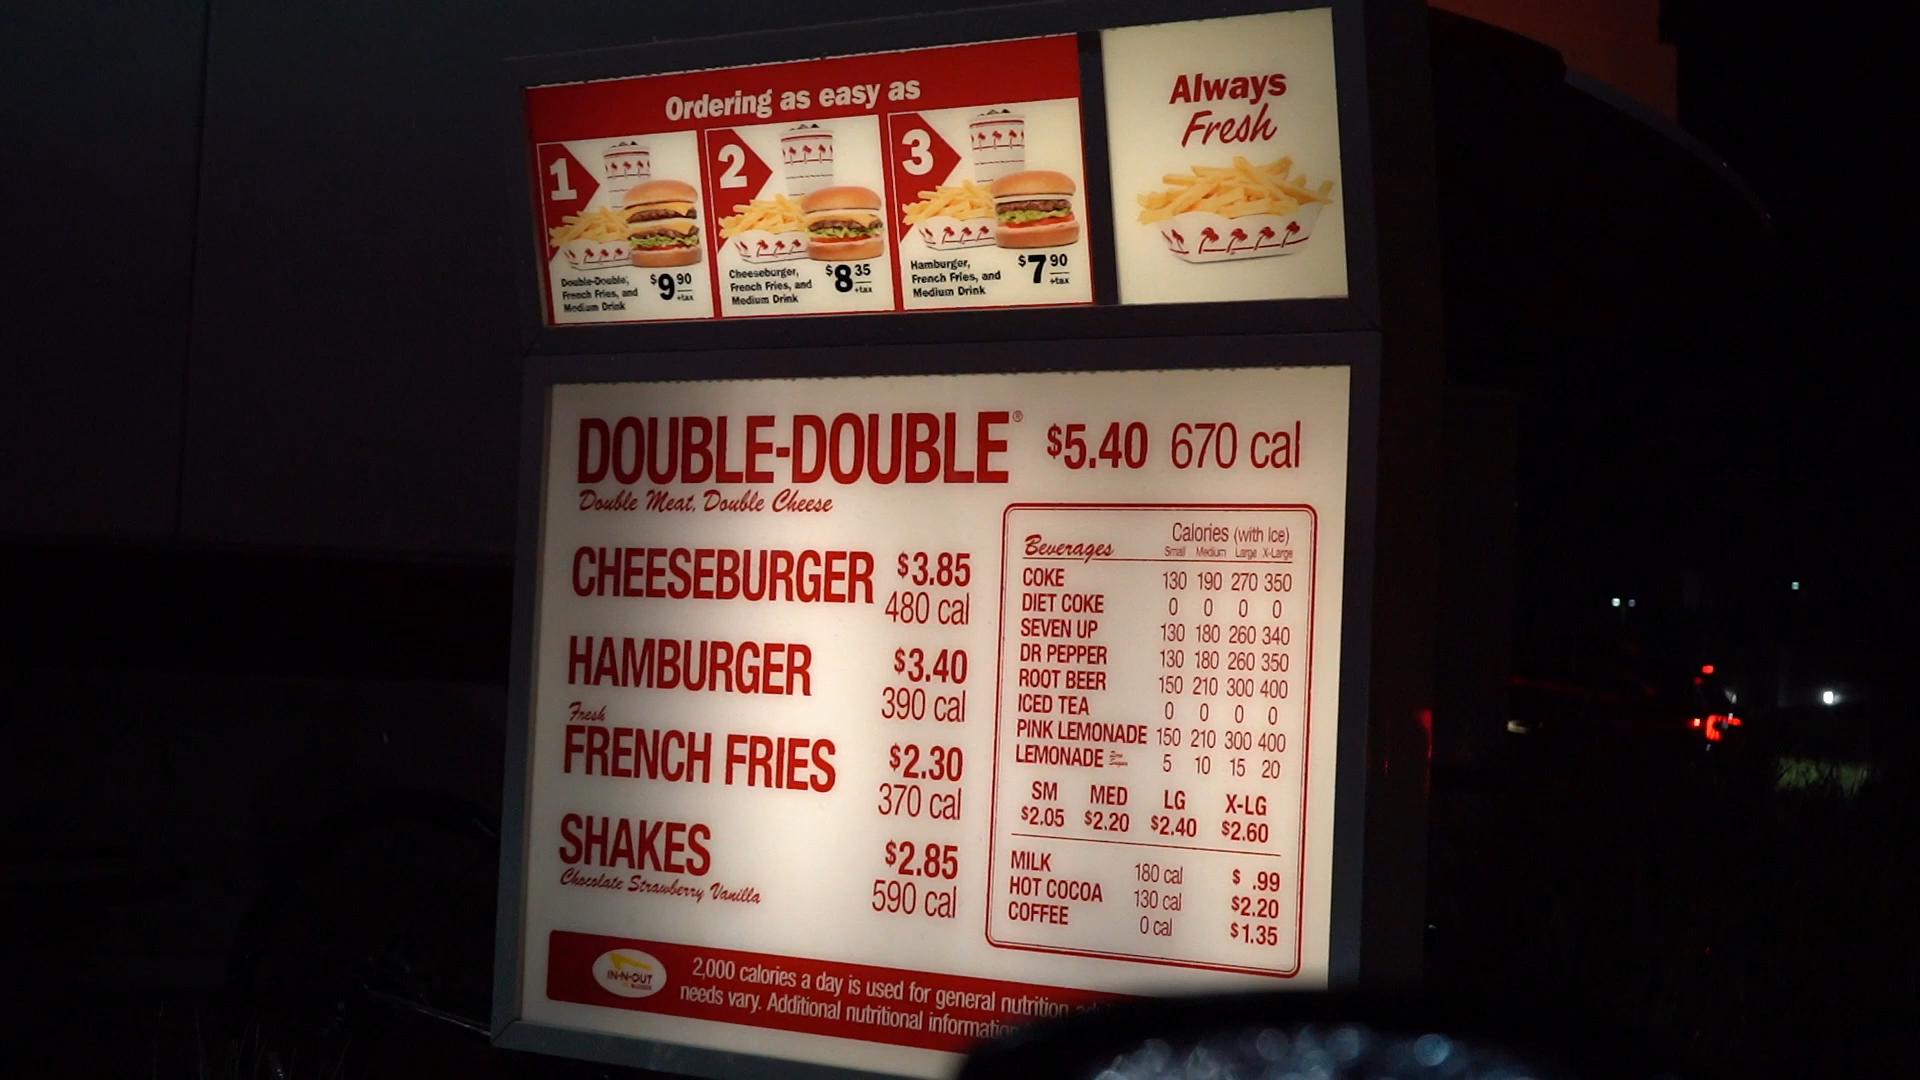 Ordering as easy as
1
Double-Double,
French Fries, and
Medium Drink
$9 90
+tax
2
Cheeseburger,
French Fries, and
Medium Drink
$8 35
+tax
3
Hamburger,
French Fries, and
Medium Drink
$7 90
+tax
Always
Fresh
DOUBLE-DOUBLE® $5.40 670 cal
Double Meat, Double Cheese
CHEESEBURGER $3.85
480 cal
HAMBURGER $3.40
390 cal
Fresh
FRENCH FRIES $2.30
370 cal
SHAKES $2.85
Chocolate Strawberry Vanilla 590 cal
Calories (with Ice)
Beverages Small Medium Large X-Large
COKE 130 190 270 350
DIET COKE 0 0 0 0
SEVEN UP 130 180 260 340
DR PEPPER 130 180 260 350
ROOT BEER 150 210 300 400
ICED TEA 0 0 0 0
PINK LEMONADE 150 210 300 400
LEMONADE 5 10 15 20
SM MED LG X-LG
$2.05 $2.20 $2.40 $2.60
MILK 180 cal $ .99
HOT COCOA 130 cal $2.20
COFFEE 0 cal $1.35
IN-N-OUT
2,000 calories a day is used for general nutrition
needs vary. Additional nutritional information